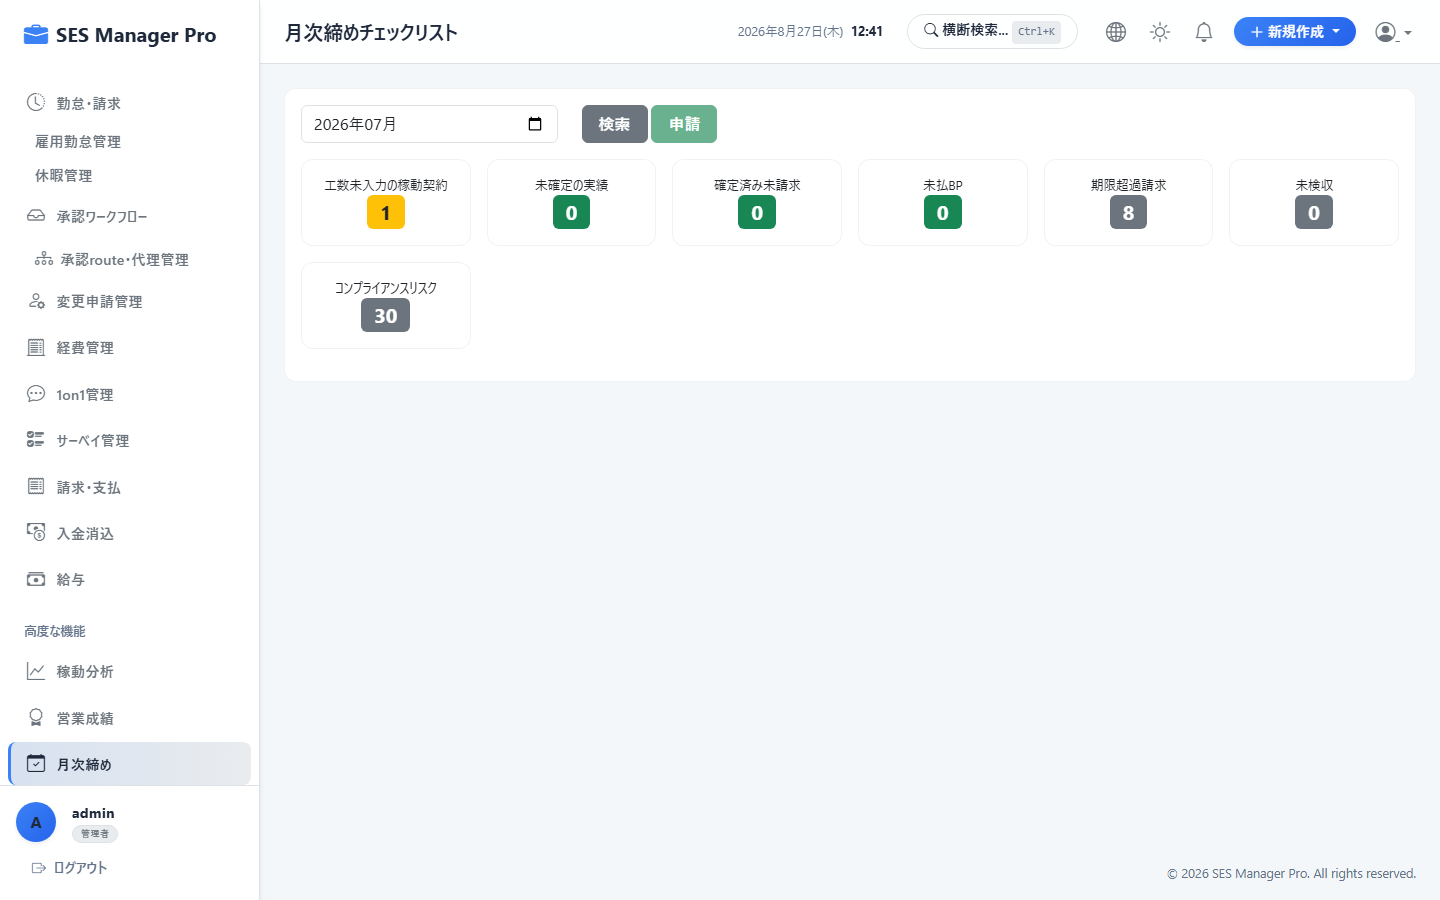 SES Manager Pro
月次締めチェックリスト
2026年8月27日(木) 12:41
横断検索... Ctrl+K
新規作成
勤怠・請求
雇用勤怠管理
休暇管理
承認ワークフロー
承認route・代理管理
変更申請管理
経費管理
1on1管理
サーベイ管理
請求・支払
入金消込
給与
高度な機能
稼動分析
営業成績
月次締め
A
admin
管理者
ログアウト
2026年07月
検索
申請
工数未入力の稼動契約
1
未確定の実績
0
確定済み未請求
0
未払BP
0
期限超過請求
8
未検収
0
コンプライアンスリスク
30
© 2026 SES Manager Pro. All rights reserved.